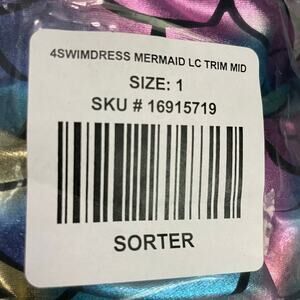 4SWIMDRESS MERMAID LC TRIM MID
SIZE: 1
SKU # 16915719
SORTER